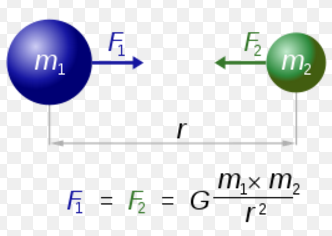 F₁ F₂
m₁ m₂
r
F₁ = F₂ = G m₁ × m₂ / r²